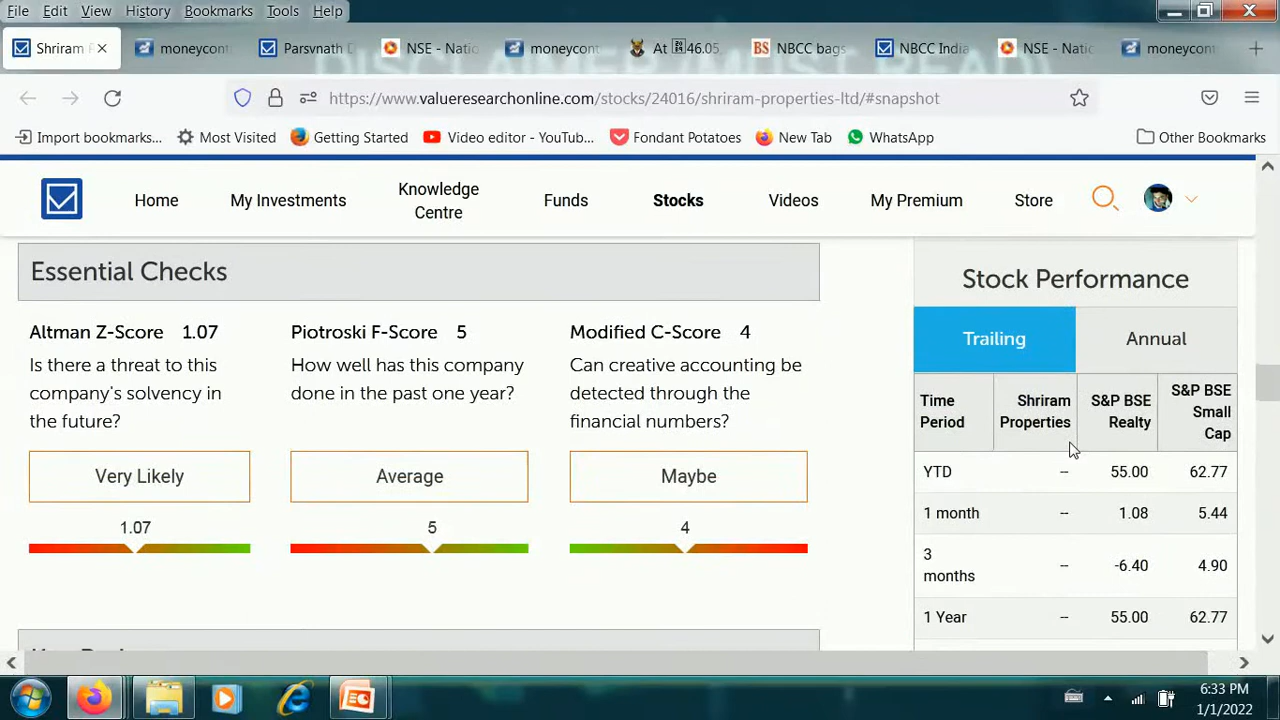 File Edit View History Bookmarks Tools Help
Shriram P
moneycont
Parsvnath D
NSE - Natio
moneycont
At 46.05
BS NBCC bags
NBCC India
NSE - Natio
moneycont
https://www.valueresearchonline.com/stocks/24016/shriram-properties-ltd/#snapshot
Import bookmarks... Most Visited Getting Started Video editor - YouTu... Fondant Potatoes New Tab WhatsApp Other Bookmarks
Home My Investments Knowledge Centre Funds Stocks Videos My Premium Store
Essential Checks
Altman Z-Score 1.07
Is there a threat to this
company's solvency in
the future?
Very Likely
1.07
Piotroski F-Score 5
How well has this company
done in the past one year?
Average
5
Modified C-Score 4
Can creative accounting be
detected through the
financial numbers?
Maybe
4
Stock Performance
Trailing Annual
Time Period Shriram Properties S&P BSE Realty S&P BSE Small Cap
YTD -- 55.00 62.77
1 month -- 1.08 5.44
3 months -- -6.40 4.90
1 Year -- 55.00 62.77
6:33 PM
1/1/2022